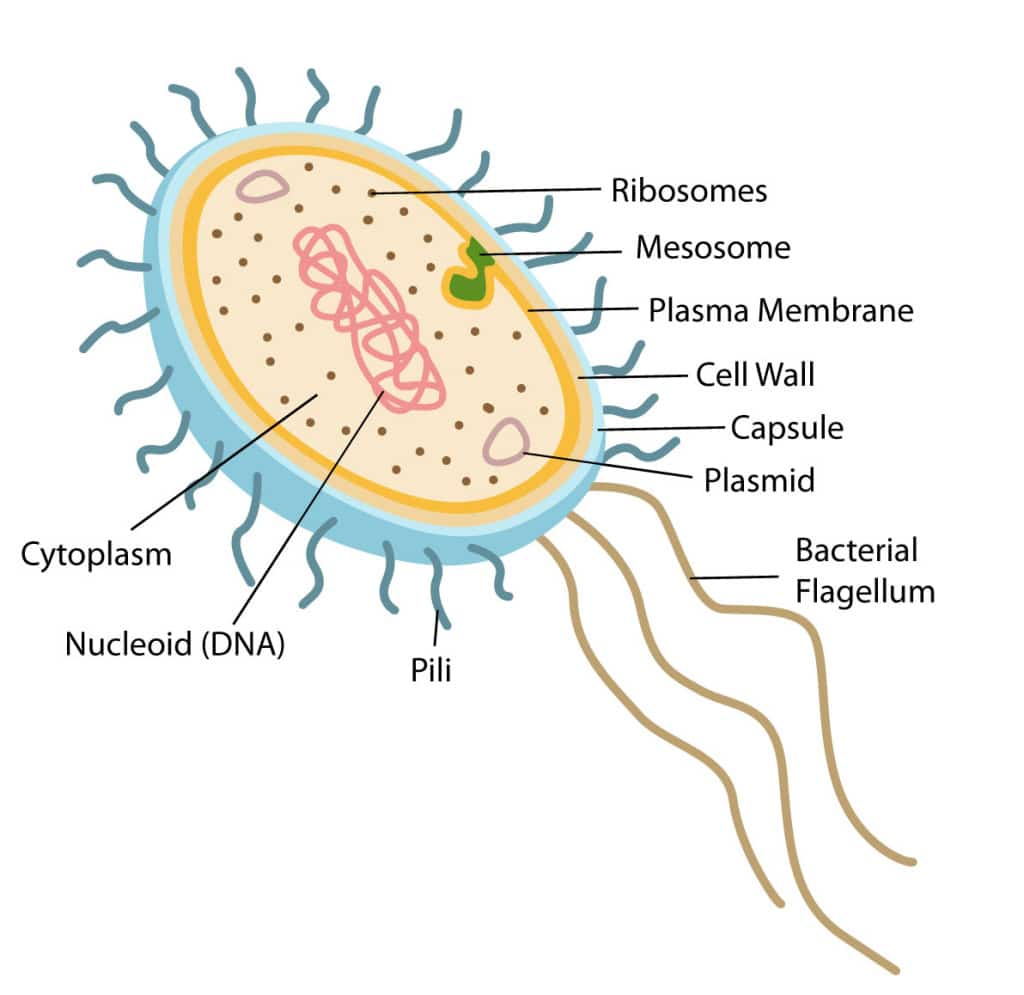 Ribosomes
Mesosome
Plasma Membrane
Cell Wall
Capsule
Plasmid
Bacterial
Flagellum
Cytoplasm
Nucleoid (DNA)
Pili